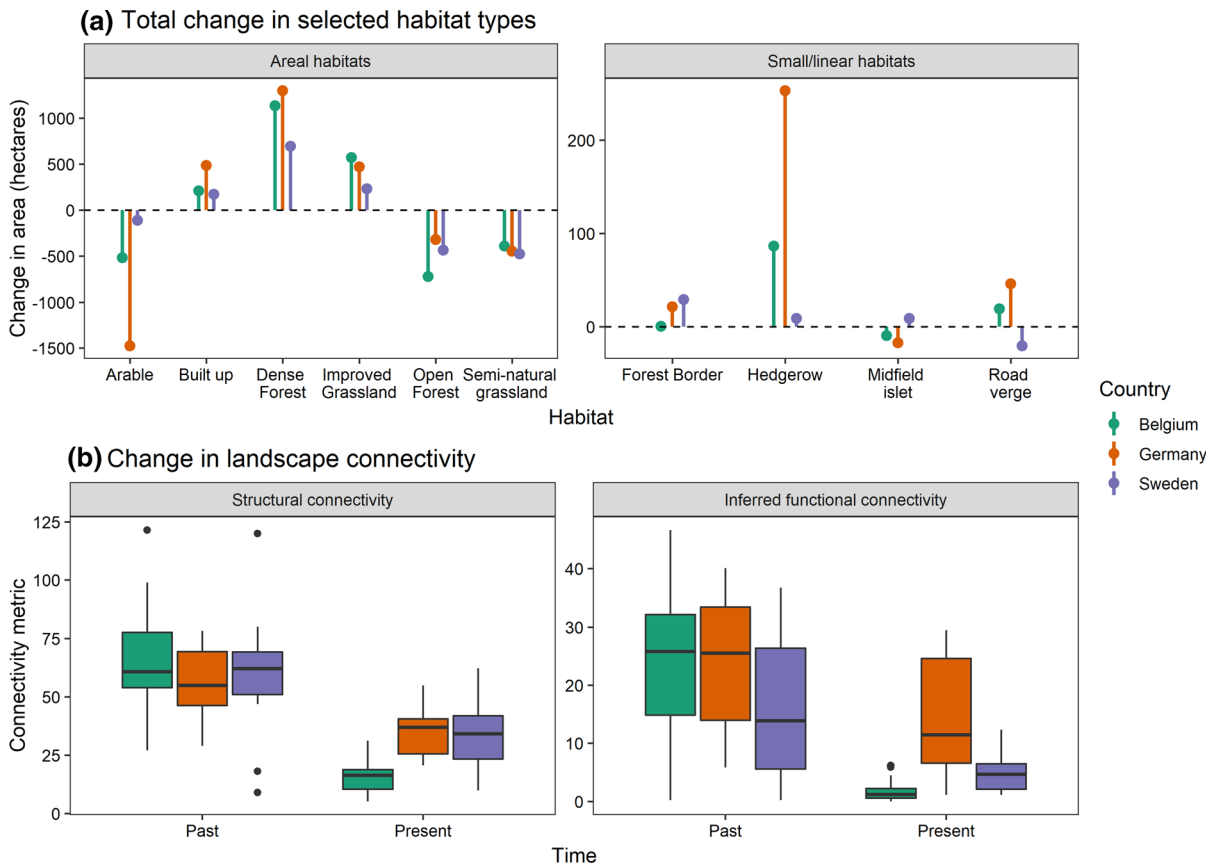 (a) Total change in selected habitat types
Areal habitats
Small/linear habitats
Change in area (hectares)
1000
500
0
-500
-1000
-1500
200
100
0
Arable
Built up
Dense
Forest
Improved
Grassland
Open
Forest
Semi-natural
grassland
Forest Border
Hedgerow
Midfield
islet
Road
verge
Habitat
Country
Belgium
Germany
Sweden
(b) Change in landscape connectivity
Structural connectivity
Inferred functional connectivity
Connectivity metric
125
100
75
50
25
0
40
30
20
10
0
Past
Present
Past
Present
Time